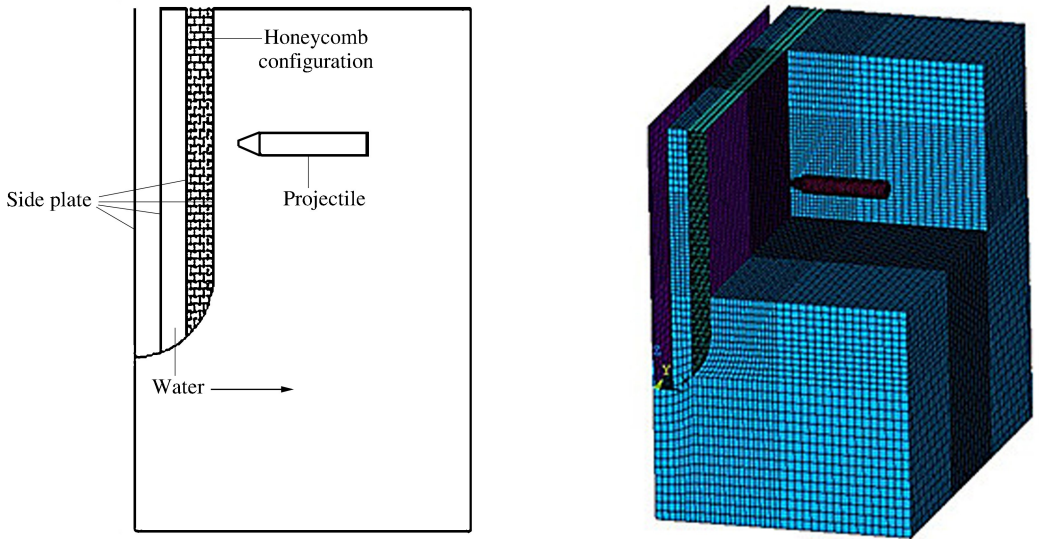 Honeycomb
configuration
Side plate
Projectile
Water
Z
Y